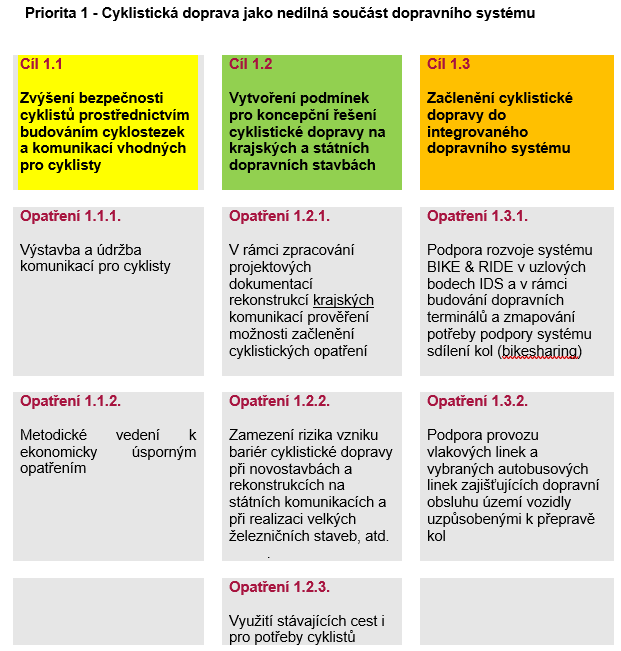 Priorita 1 - Cyklistická doprava jako nedílná součást dopravního systému
Cíl 1.1
Zvýšení bezpečnosti
cyklistů prostřednictvím
budováním cyklostezek
a komunikací vhodných
pro cyklisty
Cíl 1.2
Vytvoření podmínek
pro koncepční řešení
cyklistické dopravy na
krajských a státních
dopravních stavbách
Cíl 1.3
Začlenění cyklistické
dopravy do
integrovaného
dopravního systému
Opatření 1.1.1.
Výstavba a údržba
komunikací pro cyklisty
Opatření 1.2.1.
V rámci zpracování
projektových
dokumentací
rekonstrukcí krajských
komunikací prověření
možnosti začlenění
cyklistických opatření
Opatření 1.3.1.
Podpora rozvoje systému
BIKE & RIDE v uzlových
bodech IDS a v rámci
budování dopravních
terminálů a zmapování
potřeby podpory systému
sdílení kol (bikesharing)
Opatření 1.1.2.
Metodické vedení k
ekonomicky úsporným
opatřením
Opatření 1.2.2.
Zamezení rizika vzniku
bariér cyklistické dopravy
při novostavbách a
rekonstrukcích na
státních komunikacích a
při realizaci velkých
železničních staveb, atd.
.
Opatření 1.3.2.
Podpora provozu
vlakových linek a
vybraných autobusových
linek zajišťujících dopravní
obsluhu území vozidly
uzpůsobenými k přepravě
kol
Opatření 1.2.3.
Využití stávajících cest i
pro potřeby cyklistů